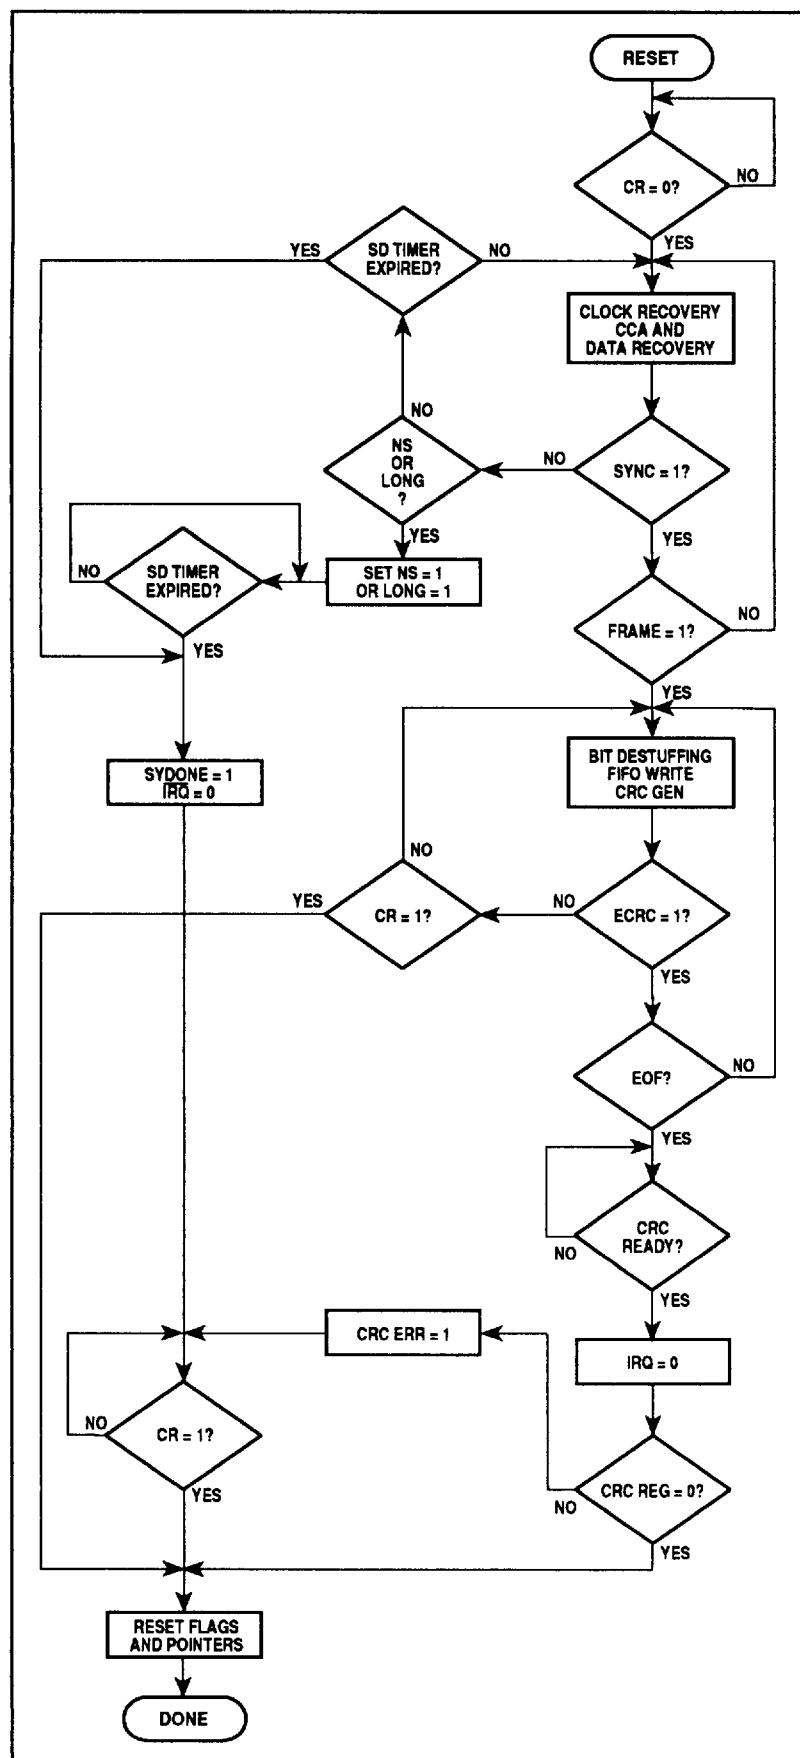 RESET
CR = 0?
NO
YES
SD TIMER
EXPIRED?
YES
NO
CLOCK RECOVERY
CCA AND
DATA RECOVERY
NO
NS
OR
LONG
?
YES
SYNC = 1?
NO
YES
SET NS = 1
OR LONG = 1
SD TIMER
EXPIRED?
NO
YES
FRAME = 1?
NO
YES
SYDONE = 1
IRQ = 0
BIT DESTUFFING
FIFO WRITE
CRC GEN
NO
YES
CR = 1?
NO
ECRC = 1?
YES
EOF?
NO
YES
CRC
READY?
NO
YES
CRC ERR = 1
IRQ = 0
CR = 1?
NO
YES
CRC REG = 0?
NO
YES
RESET FLAGS
AND POINTERS
DONE